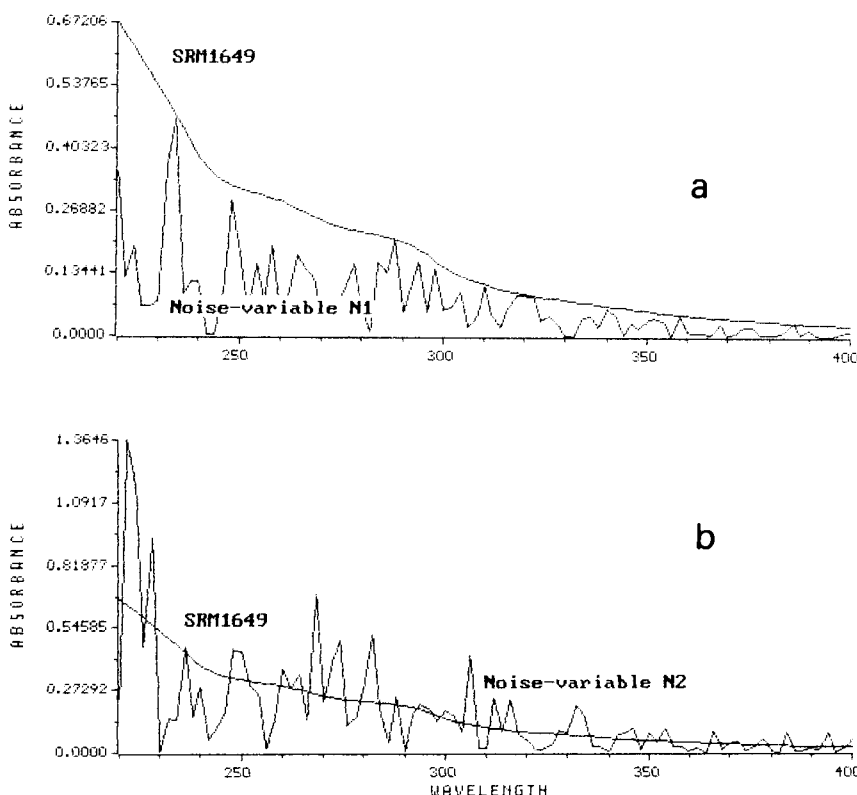 0.67206
SRM1649
0.53765
0.40323
a
0.26882
0.13441
Noise-variable N1
0.0000
250
300
350
400
ABSORBANCE
1.3646
1.0917
b
0.81877
SRM1649
0.54585
Noise-variable N2
0.27292
0.0000
250
300
350
400
WAVELENGTH
ABSORBANCE